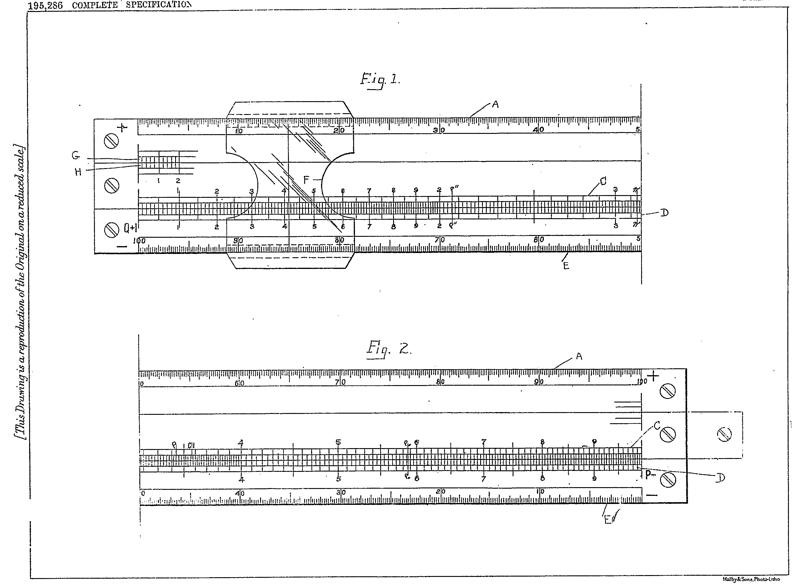 195,286 COMPLETE SPECIFICATION
[This Drawing is a reproduction of the Original on a reduced scale]
Fig. 1.
A
+
10 20 30 40 5
G
H
1 2
F
C
1 2 3 4 5 6 7 8 9 2 ρ" 3 π
D
Q+1 1 2 3 4 5 6 7 8 9 2 ρ" 3 π
- 100 90 80 70 60 5
E
Fig. 2.
A
0 60 70 80 90 100 +
C
4 5 6 7 8 9
4 5 6 7 8 9
D
0 40 30 20 10 -
E
Malby&Sons, Photo-Litho